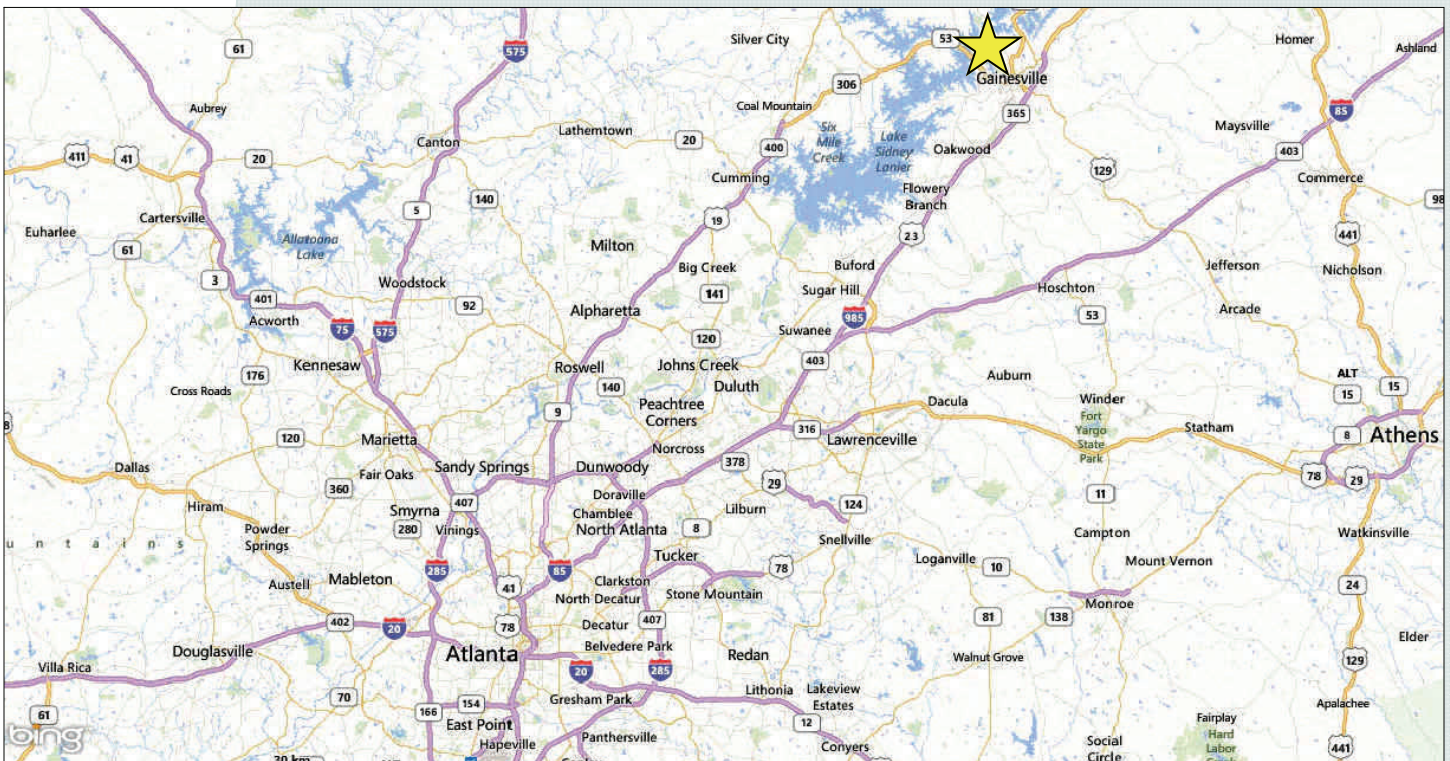 575
61
Silver City
53
Homer
Ashland
Gainesville
306
Aubrey
Coal Mountain
365
85
Lathemtown
Maysville
Canton
20
400
Six
Mile
Creek
Lake
Sidney
Lanier
Oakwood
403
411
41
20
129
Cumming
Commerce
140
Flowery
Branch
98
5
Cartersville
19
Euharlee
61
Allatoona
Lake
Milton
23
441
Big Creek
Buford
Jefferson
Nicholson
3
Woodstock
141
Sugar Hill
Hoschton
401
92
Alpharetta
Arcade
Acworth
75
575
985
53
Suwanee
120
403
Kennesaw
Roswell
Johns Creek
176
140
Duluth
Auburn
ALT
15
15
Cross Roads
9
Peachtree
Corners
Dacula
Winder
Fort
Yargo
State
Park
Statham
8
Athens
120
Marietta
316
Lawrenceville
Norcross
Dallas
Fair Oaks
Sandy Springs
Dunwoody
378
78
29
360
407
Doraville
29
11
Hiram
Smyrna
Chamblee
Lilburn
124
Powder
Springs
280
Vinings
North Atlanta
8
Campton
Watkinsville
u n t a i n s
Snellville
Tucker
Loganville
10
Mount Vernon
Austell
Mableton
285
85
Clarkston
78
41
North Decatur
Stone Mountain
24
Monroe
402
20
78
Decatur
407
81
138
Douglasville
Atlanta
Belvedere Park
Redan
Walnut Grove
Elder
Villa Rica
20
285
129
70
Gresham Park
Lithonia
Lakeview
Estates
61
166
154
12
Apalachee
bing
East Point
Fairplay
Hapeville
Panthersville
Conyers
Social
Circle
Hard
Labor
441
30 km